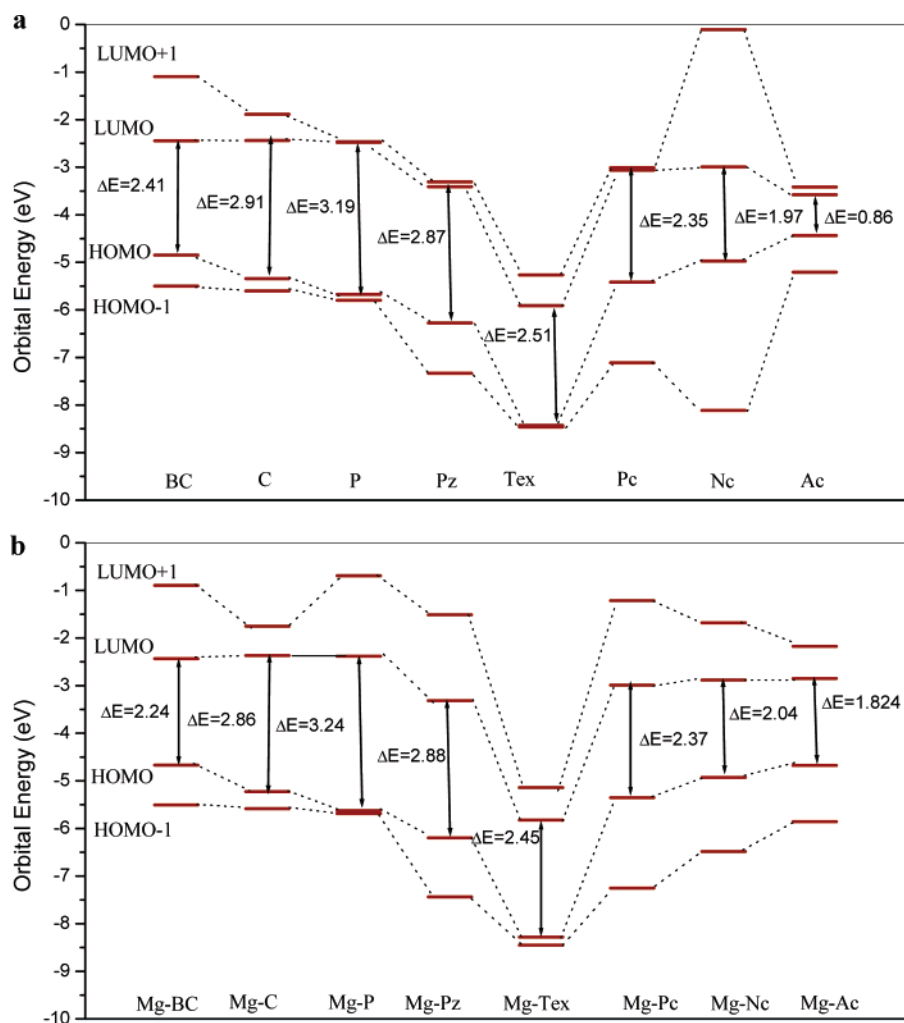 a
Orbital Energy (eV)
0
-1
-2
-3
-4
-5
-6
-7
-8
-9
-10
LUMO+1
LUMO
HOMO
HOMO-1
ΔE=2.41
ΔE=2.91
ΔE=3.19
ΔE=2.87
ΔE=2.51
ΔE=2.35
ΔE=1.97
ΔE=0.86
BC C P Pz Tex Pc Nc Ac
b
Orbital Energy (eV)
0
-1
-2
-3
-4
-5
-6
-7
-8
-9
-10
LUMO+1
LUMO
HOMO
HOMO-1
ΔE=2.24
ΔE=2.86
ΔE=3.24
ΔE=2.88
ΔE=2.45
ΔE=2.37
ΔE=2.04
ΔE=1.824
Mg-BC Mg-C Mg-P Mg-Pz Mg-Tex Mg-Pc Mg-Nc Mg-Ac